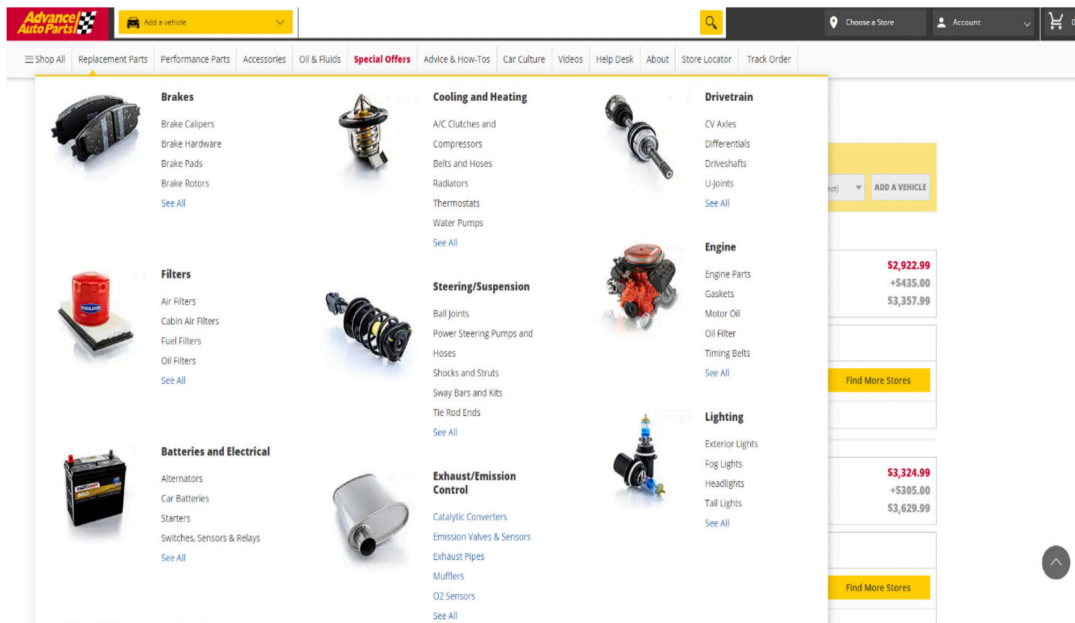 Advance
Auto Parts
Add a vehicle
Choose a Store
Account
Shop All
Replacement Parts
Performance Parts
Accessories
Oil & Fluids
Special Offers
Advice & How-Tos
Car Culture
Videos
Help Desk
About
Store Locator
Track Order
Brakes
Brake Calipers
Brake Hardware
Brake Pads
Brake Rotors
See All
Filters
Air Filters
Cabin Air Filters
Fuel Filters
Oil Filters
See All
Batteries and Electrical
Alternators
Car Batteries
Starters
Switches, Sensors & Relays
See All
Cooling and Heating
A/C Clutches and
Compressors
Belts and Hoses
Radiators
Thermostats
Water Pumps
See All
Steering/Suspension
Ball Joints
Power Steering Pumps and
Hoses
Shocks and Struts
Sway Bars and Kits
Tie Rod Ends
See All
Exhaust/Emission
Control
Catalytic Converters
Emission Valves & Sensors
Exhaust Pipes
Mufflers
O2 Sensors
See All
Drivetrain
CV Axles
Differentials
Driveshafts
U-Joints
See All
Engine
Engine Parts
Gaskets
Motor Oil
Oil Filter
Timing Belts
See All
Lighting
Exterior Lights
Fog Lights
Headlights
Tail Lights
See All
ADD A VEHICLE
$2,922.99
+$435.00
$3,357.99
Find More Stores
$3,324.99
+$305.00
$3,629.99
Find More Stores